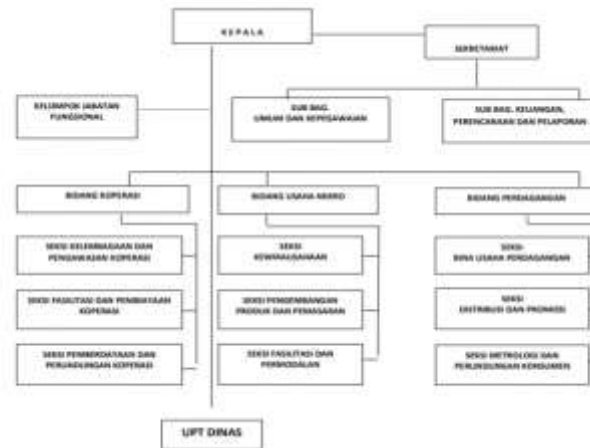 KEPALA
SEKRETARIAT
KELOMPOK JABATAN
FUNGSIONAL
SUB BAG.
UMUM DAN KEPEGAWAIAN
SUB BAG. KEUANGAN,
PERENCANAAN DAN PELAPORAN
BIDANG KOPERASI
BIDANG USAHA MIKRO
BIDANG PERDAGANGAN
SEKSI KELEMBAGAAN DAN
PENGAWASAN KOPERASI
SEKSI
KEWIRAUSAHAAN
SEKSI
BINA USAHA PERDAGANGAN
SEKSI FASILITASI DAN PEMBIAYAAN
KOPERASI
SEKSI PENGEMBANGAN
PRODUK DAN PEMASARAN
SEKSI
DISTRIBUSI DAN PROMOSI
SEKSI PEMBERDAYAAN DAN
PERLINDUNGAN KOPERASI
SEKSI FASILITASI DAN
PERMODALAN
SEKSI METROLOGI DAN
PERLINDUNGAN KONSUMEN
UPT DINAS